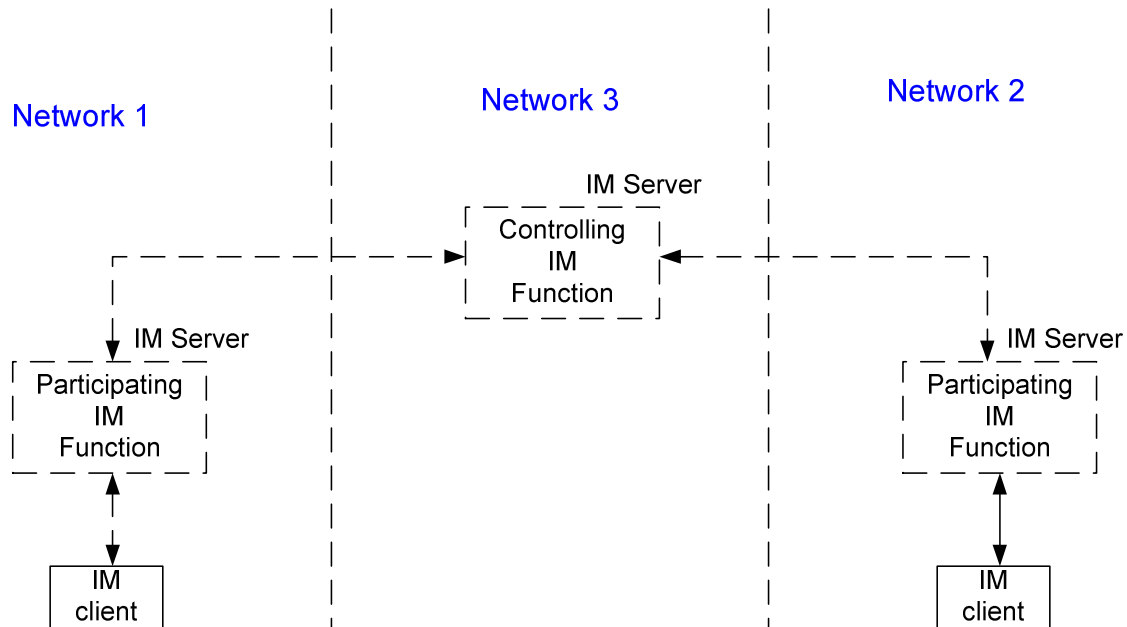 Network 1
Network 3
Network 2
IM Server
Controlling
IM
Function
IM Server
Participating
IM
Function
IM Server
Participating
IM
Function
IM
client
IM
client